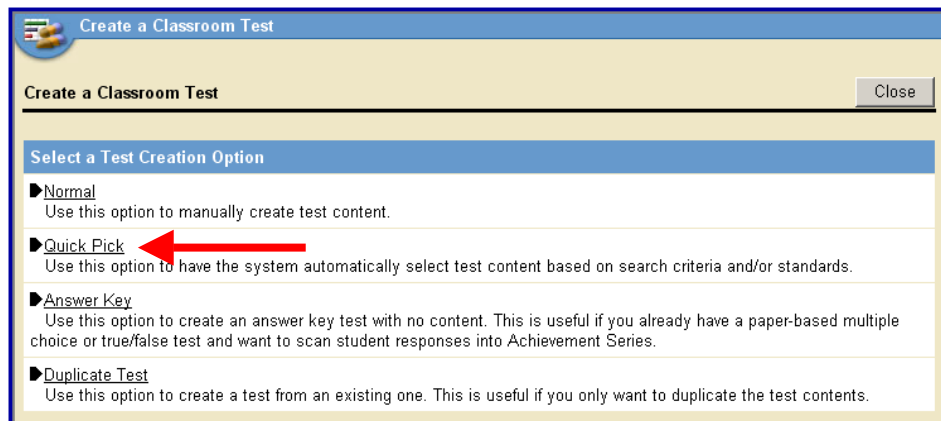 Create a Classroom Test
Create a Classroom Test
Close
Select a Test Creation Option
Normal
Use this option to manually create test content.
Quick Pick
Use this option to have the system automatically select test content based on search criteria and/or standards.
Answer Key
Use this option to create an answer key test with no content. This is useful if you already have a paper-based multiple
choice or true/false test and want to scan student responses into Achievement Series.
Duplicate Test
Use this option to create a test from an existing one. This is useful if you only want to duplicate the test contents.